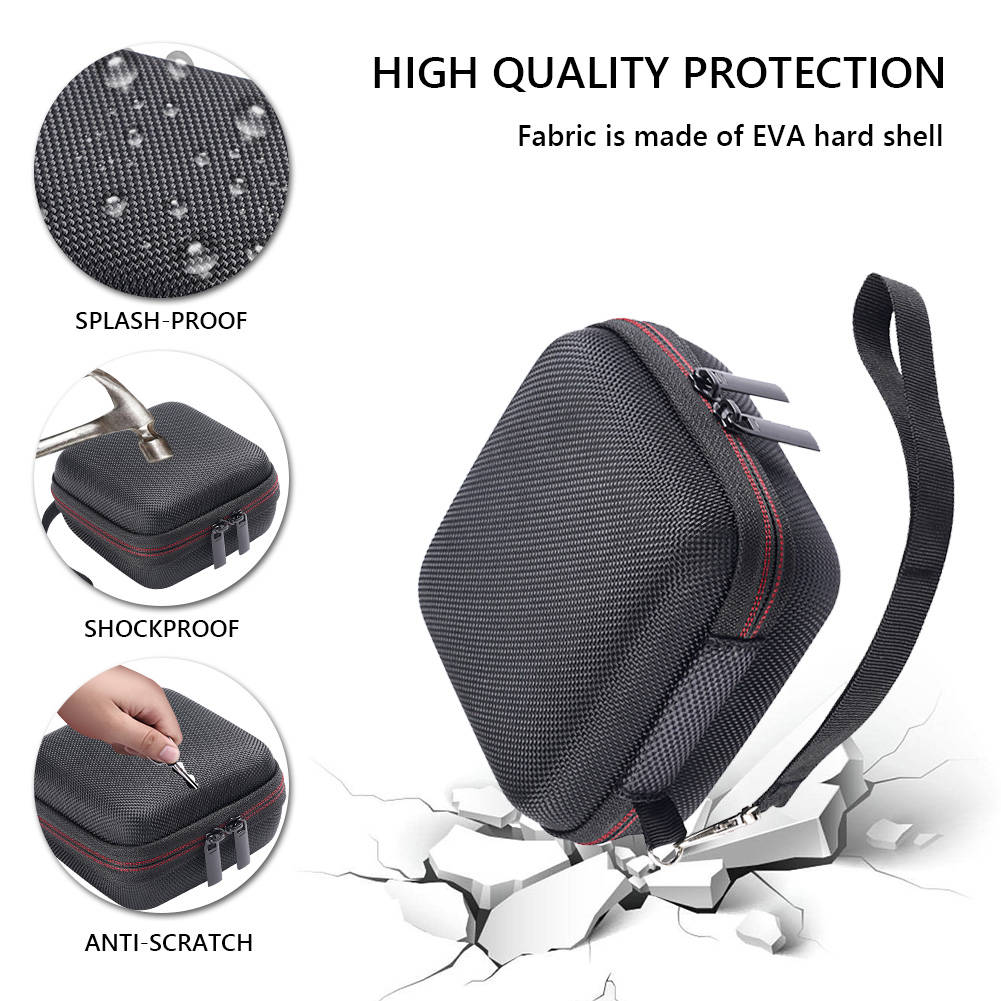 HIGH QUALITY PROTECTION
Fabric is made of EVA hard shell
SPLASH-PROOF
SHOCKPROOF
ANTI-SCRATCH